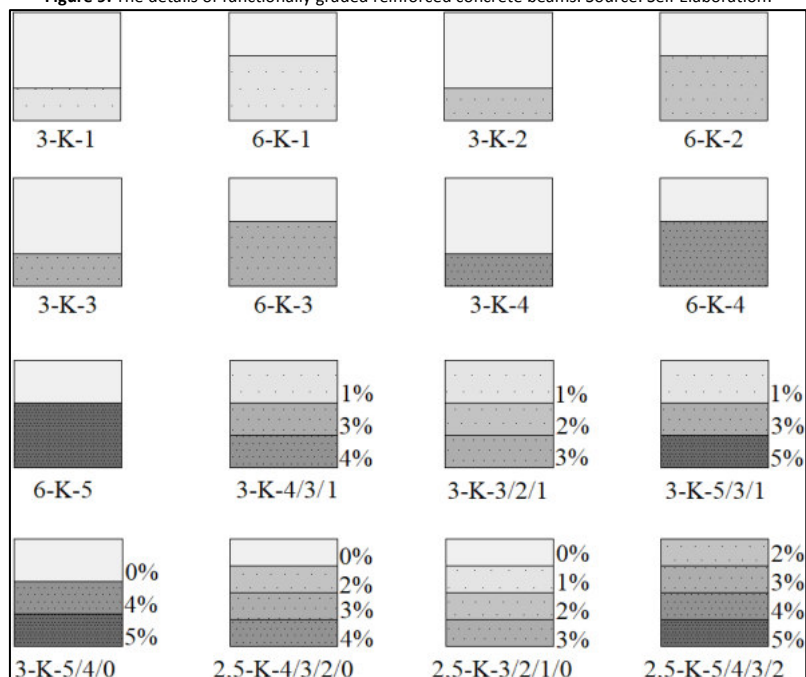 Figure 9. The details of functionally graded reinforced concrete beams. Source: Self-Elaboration.
3-K-1 6-K-1 3-K-2 6-K-2
3-K-3 6-K-3 3-K-4 6-K-4
1% 1% 1%
3% 2% 3%
4% 3% 5%
6-K-5 3-K-4/3/1 3-K-3/2/1 3-K-5/3/1
0% 0% 0% 2%
4% 2% 1% 3%
5% 3% 2% 4%
4% 3% 5%
3-K-5/4/0 2.5-K-4/3/2/0 2.5-K-3/2/1/0 2.5-K-5/4/3/2